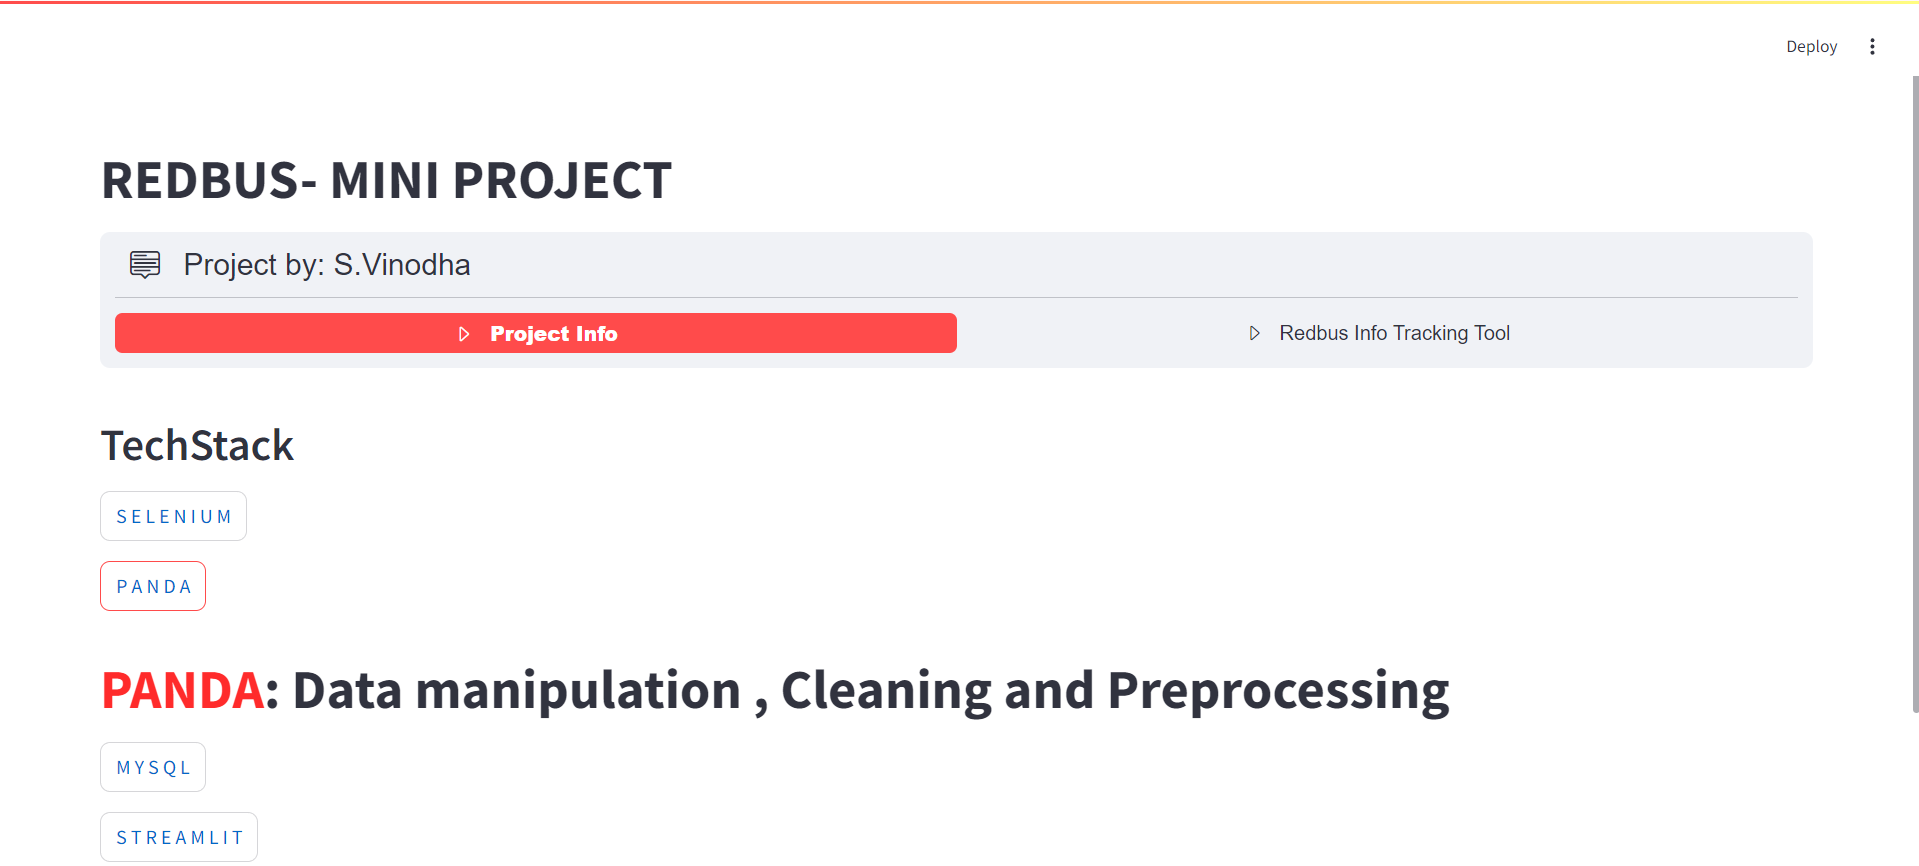 Deploy
REDBUS- MINI PROJECT
Project by: S.Vinodha
Project Info
Redbus Info Tracking Tool
TechStack
SELENIUM
PANDA
PANDA: Data manipulation , Cleaning and Preprocessing
MYSQL
STREAMLIT